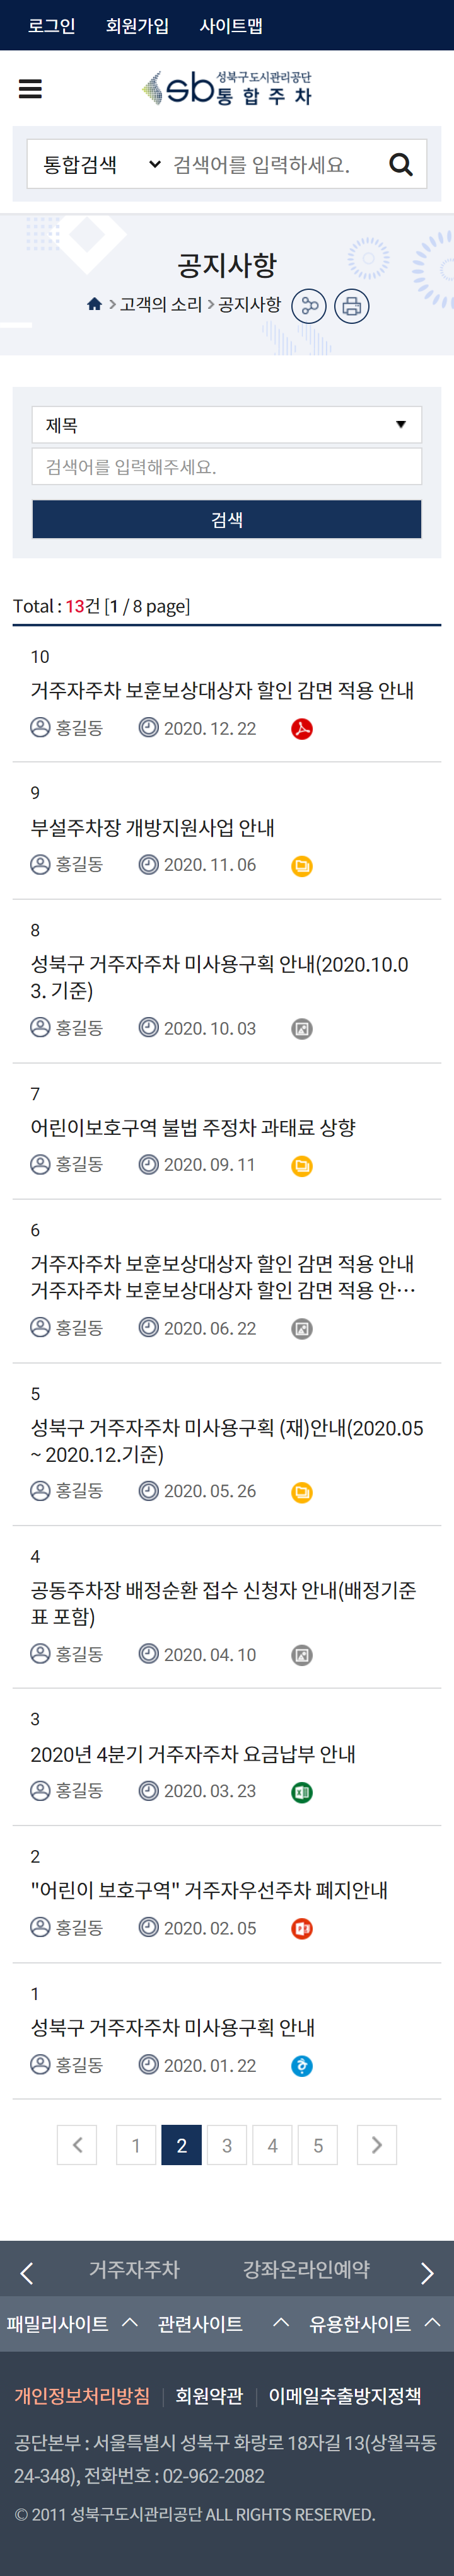 로그인 회원가입 사이트맵
sb 성북구도시관리공단
통합주차
통합검색 검색어를 입력하세요.
공지사항
고객의 소리 공지사항
제목
검색어를 입력해주세요.
검색
Total : 13건 [1 / 8 page]
10
거주자주차 보훈보상대상자 할인 감면 적용 안내
홍길동 2020. 12. 22
9
부설주차장 개방지원사업 안내
홍길동 2020. 11. 06
8
성북구 거주자주차 미사용구획 안내(2020.10.0
3. 기준)
홍길동 2020. 10. 03
7
어린이보호구역 불법 주정차 과태료 상향
홍길동 2020. 09. 11
6
거주자주차 보훈보상대상자 할인 감면 적용 안내
거주자주차 보훈보상대상자 할인 감면 적용 안…
홍길동 2020. 06. 22
5
성북구 거주자주차 미사용구획 (재)안내(2020.05
~ 2020.12.기준)
홍길동 2020. 05. 26
4
공동주차장 배정순환 접수 신청자 안내(배정기준
표 포함)
홍길동 2020. 04. 10
3
2020년 4분기 거주자주차 요금납부 안내
홍길동 2020. 03. 23
2
"어린이 보호구역" 거주자우선주차 폐지안내
홍길동 2020. 02. 05
1
성북구 거주자주차 미사용구획 안내
홍길동 2020. 01. 22
1 2 3 4 5
거주자주차 강좌온라인예약
패밀리사이트 관련사이트 유용한사이트
개인정보처리방침 회원약관 이메일추출방지정책
공단본부 : 서울특별시 성북구 화랑로 18자길 13(상월곡동
24-348), 전화번호 : 02-962-2082
© 2011 성북구도시관리공단 ALL RIGHTS RESERVED.